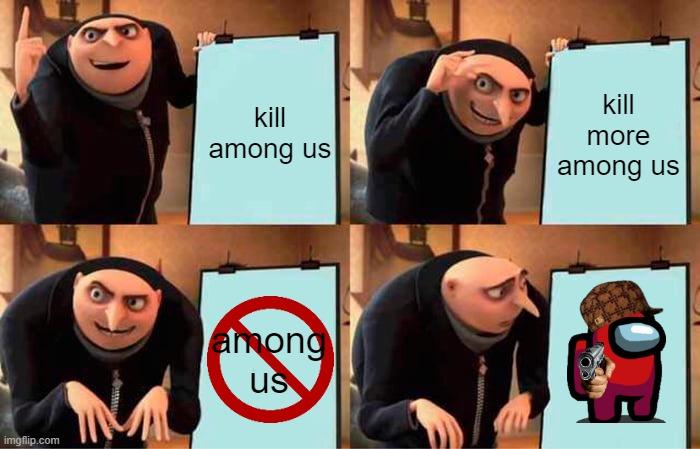 kill
among us
kill
more
among us
among
us
imgflip.com